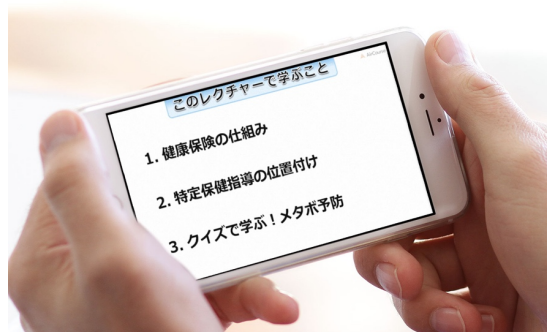 このレクチャーで学ぶこと
1. 健康保険の仕組み
2. 特定保健指導の位置付け
3. クイズで学ぶ！メタボ予防